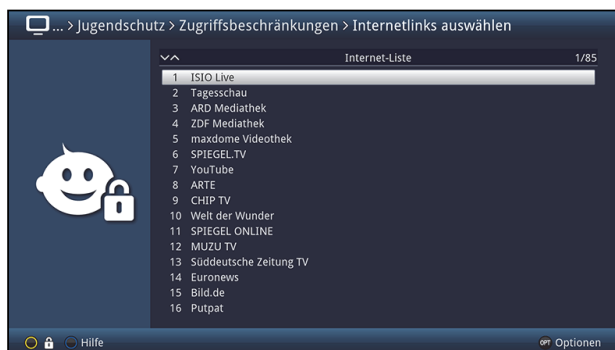 ... > Jugendschutz > Zugriffsbeschränkungen > Internetlinks auswählen
Internet-Liste 1/85
1 ISIO Live
2 Tagesschau
3 ARD Mediathek
4 ZDF Mediathek
5 maxdome Videothek
6 SPIEGEL.TV
7 YouTube
8 ARTE
9 CHIP TV
10 Welt der Wunder
11 SPIEGEL ONLINE
12 MUZU TV
13 Süddeutsche Zeitung TV
14 Euronews
15 Bild.de
16 Putpat
Hilfe OPT Optionen